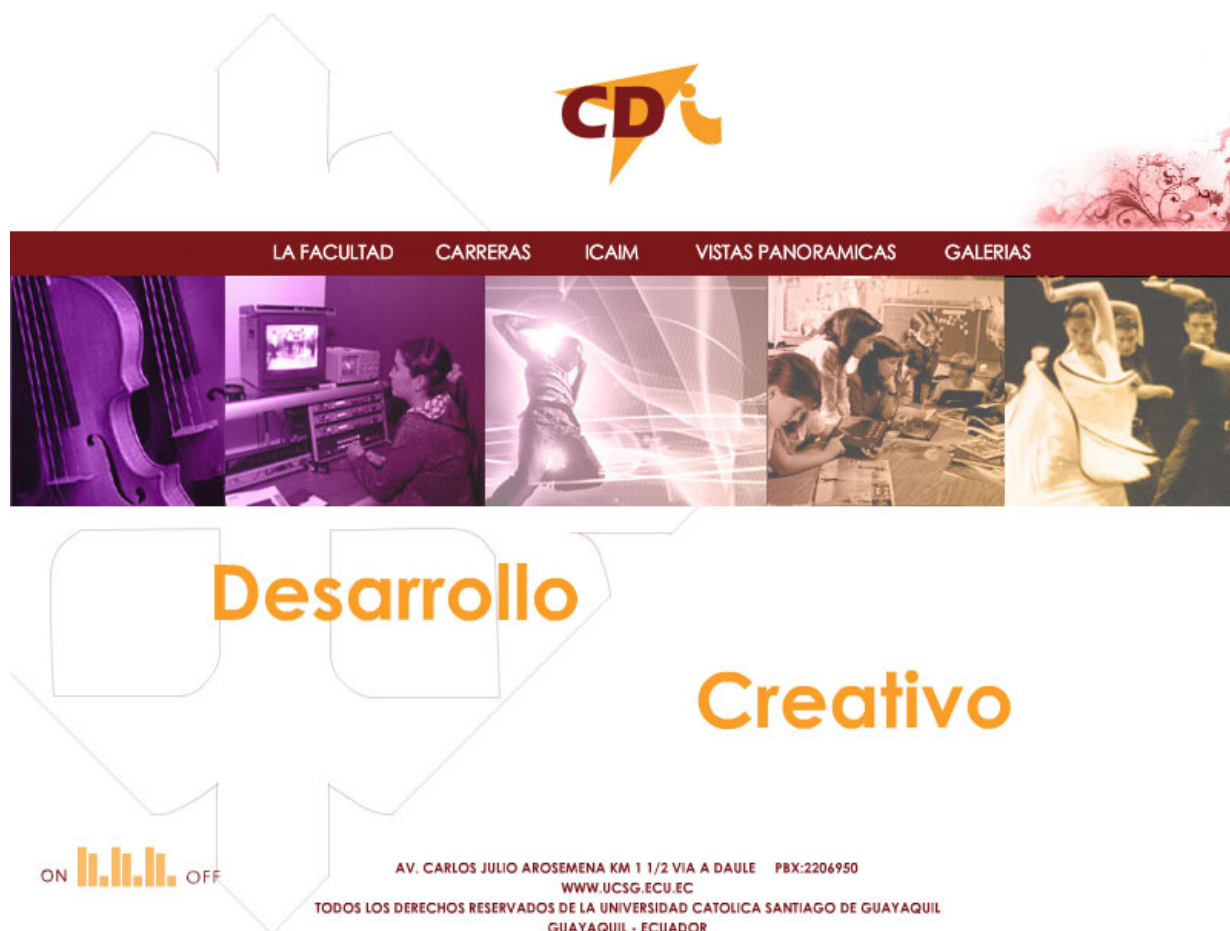 CDi
LA FACULTAD CARRERAS ICAIM VISTAS PANORAMICAS GALERIAS
Desarrollo
Creativo
ON OFF
AV. CARLOS JULIO AROSEMENA KM 1 1/2 VIA A DAULE PBX:2206950
WWW.UCSG.ECU.EC
TODOS LOS DERECHOS RESERVADOS DE LA UNIVERSIDAD CATOLICA SANTIAGO DE GUAYAQUIL
GUAYAQUIL - ECUADOR